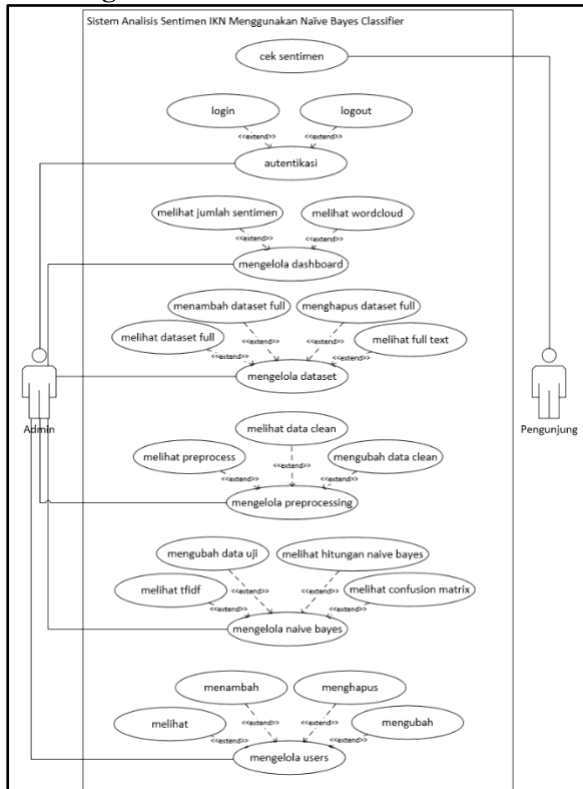 Sistem Analisis Sentimen IKN Menggunakan Naïve Bayes Classifier
cek sentimen
login
logout
<<extend>>
<<extend>>
autentikasi
melihat jumlah sentimen
melihat wordcloud
<<extend>>
<<extend>>
mengelola dashboard
menambah dataset full
menghapus dataset full
melihat dataset full
melihat full text
<<extend>>
<<extend>>
<<extend>>
<<extend>>
mengelola dataset
Admin
Pengunjung
melihat data clean
melihat preprocess
mengubah data clean
<<extend>>
<<extend>>
<<extend>>
mengelola preprocessing
mengubah data uji
melihat hitungan naive bayes
melihat tfidf
melihat confusion matrix
<<extend>>
<<extend>>
<<extend>>
<<extend>>
mengelola naive bayes
menambah
menghapus
melihat
mengubah
<<extend>>
<<extend>>
<<extend>>
<<extend>>
mengelola users